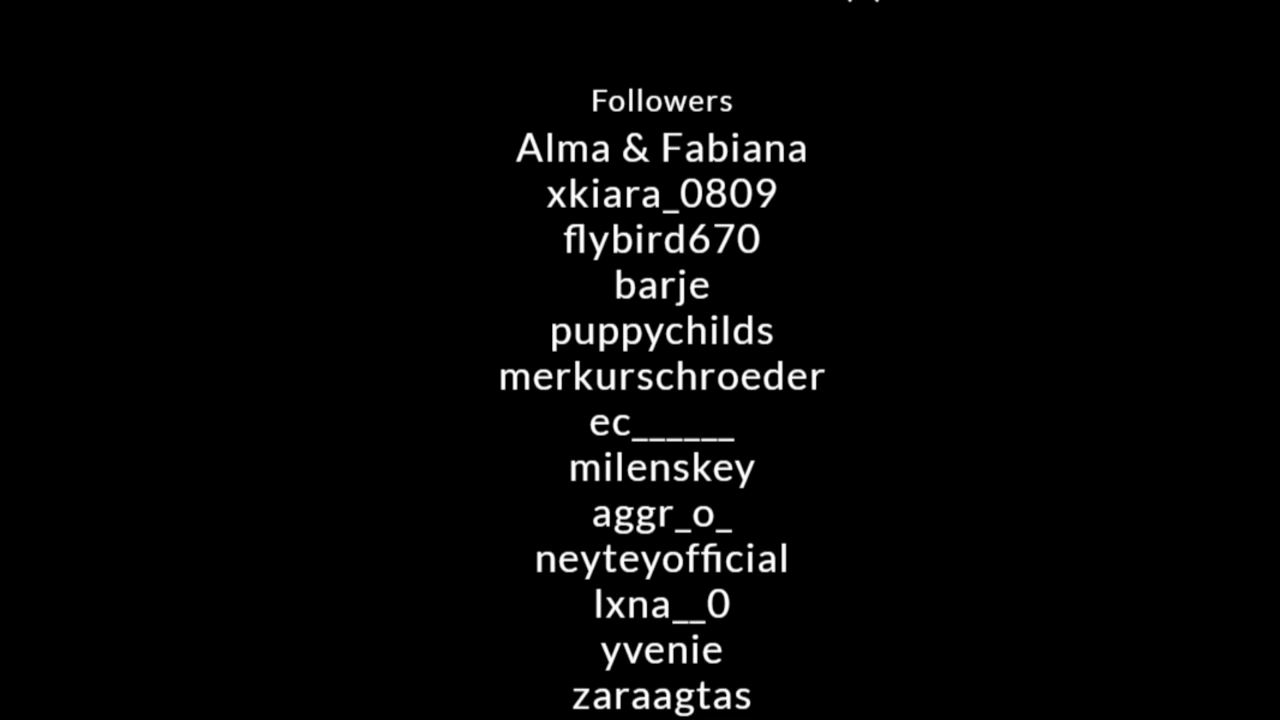 Followers
Alma & Fabiana
xkiara_0809
flybird670
barje
puppychilds
merkurschroeder
ec______
milenskey
aggr_o_
neyteyofficial
lxna__0
yvenie
zaraagtas